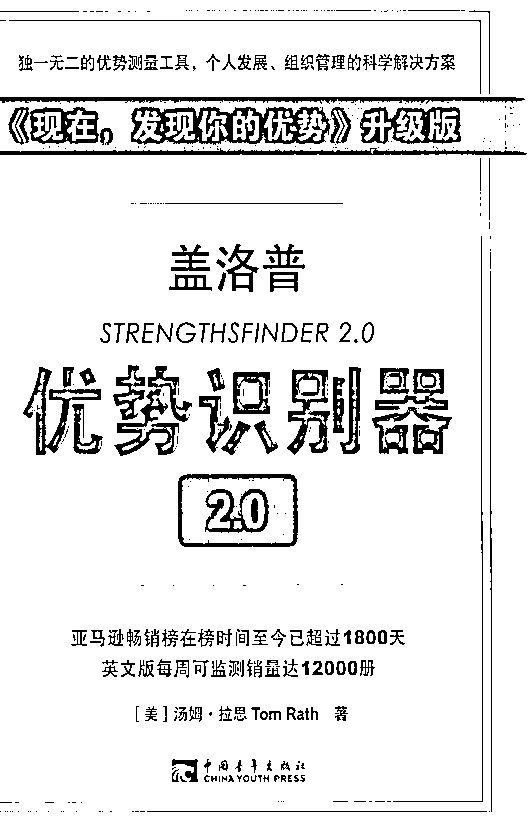 独一无二的优势测量工具，个人发展、组织管理的科学解决方案
《现在，发现你的优势》升级版
盖洛普
STRENGTHSFINDER 2.0
优势识别器
2.0
亚马逊畅销榜在榜时间至今已超过1800天
英文版每周可监测销量达12000册
［美］汤姆·拉思 Tom Rath 著
中国青年出版社
CHINA YOUTH PRESS